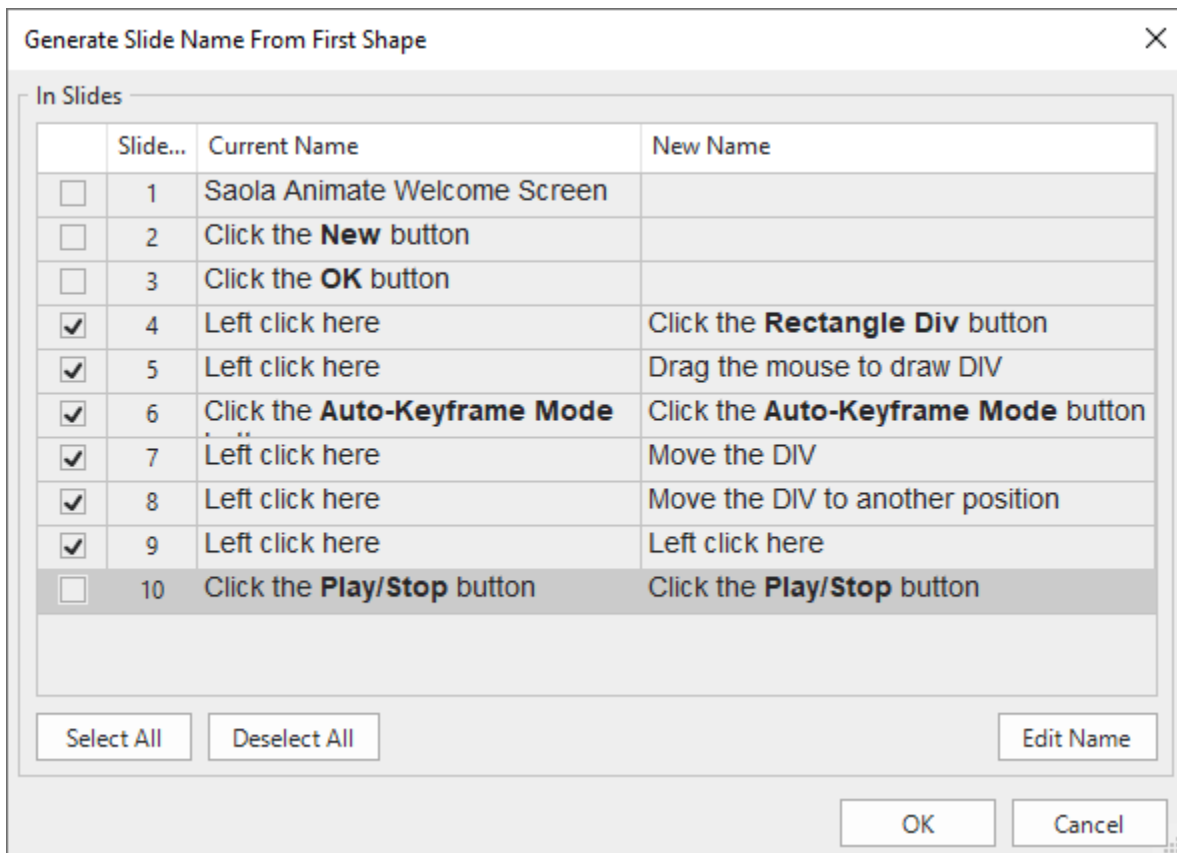 Generate Slide Name From First Shape
In Slides
Slide... Current Name New Name
1 Saola Animate Welcome Screen
2 Click the New button
3 Click the OK button
4 Left click here Click the Rectangle Div button
5 Left click here Drag the mouse to draw DIV
6 Click the Auto-Keyframe Mode Click the Auto-Keyframe Mode button
7 Left click here Move the DIV
8 Left click here Move the DIV to another position
9 Left click here Left click here
10 Click the Play/Stop button Click the Play/Stop button
Select All Deselect All Edit Name
OK Cancel